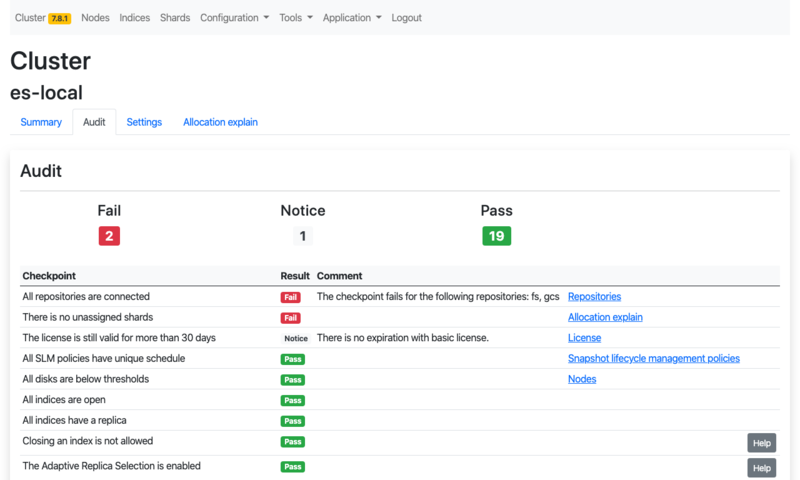 Cluster 7.8.1 Nodes Indices Shards Configuration Tools Application Logout
Cluster
es-local
Summary Audit Settings Allocation explain
Audit
Fail Notice Pass
2 1 19
Checkpoint Result Comment
All repositories are connected Fail The checkpoint fails for the following repositories: fs, gcs Repositories
There is no unassigned shards Fail Allocation explain
The license is still valid for more than 30 days Notice There is no expiration with basic license. License
All SLM policies have unique schedule Pass Snapshot lifecycle management policies
All disks are below thresholds Pass Nodes
All indices are open Pass
All indices have a replica Pass
Closing an index is not allowed Pass Help
The Adaptive Replica Selection is enabled Pass Help